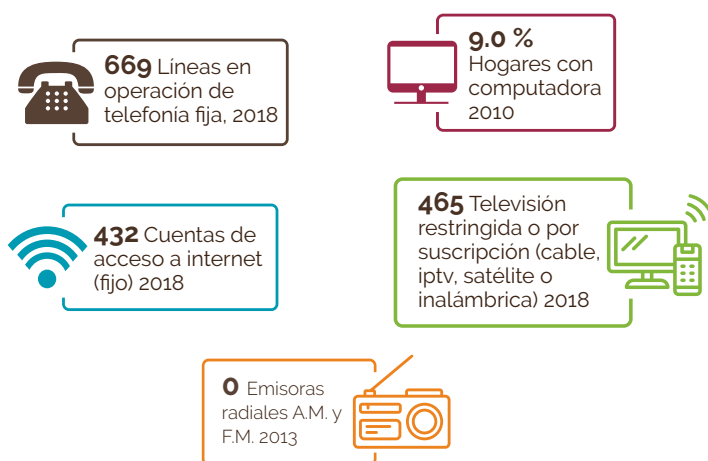 669 Líneas en
operación de
telefonía fija, 2018
9.0 %
Hogares con
computadora
2010
432 Cuentas de
acceso a internet
(fijo) 2018
465 Televisión
restringida o por
suscripción (cable,
iptv, satélite o
inalámbrica) 2018
0 Emisoras
radiales A.M. y
F.M. 2013